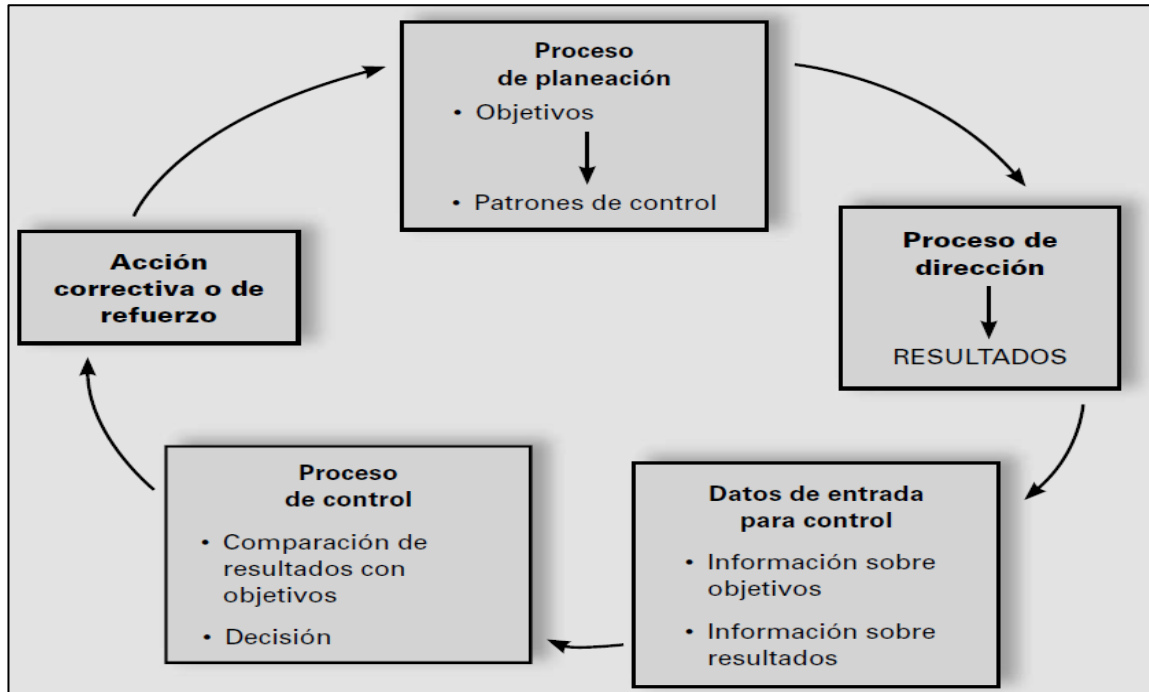 Proceso
de planeación
• Objetivos
• Patrones de control
Proceso de
dirección
RESULTADOS
Datos de entrada
para control
• Información sobre
objetivos
• Información sobre
resultados
Proceso
de control
• Comparación de
resultados con
objetivos
• Decisión
Acción
correctiva o de
refuerzo